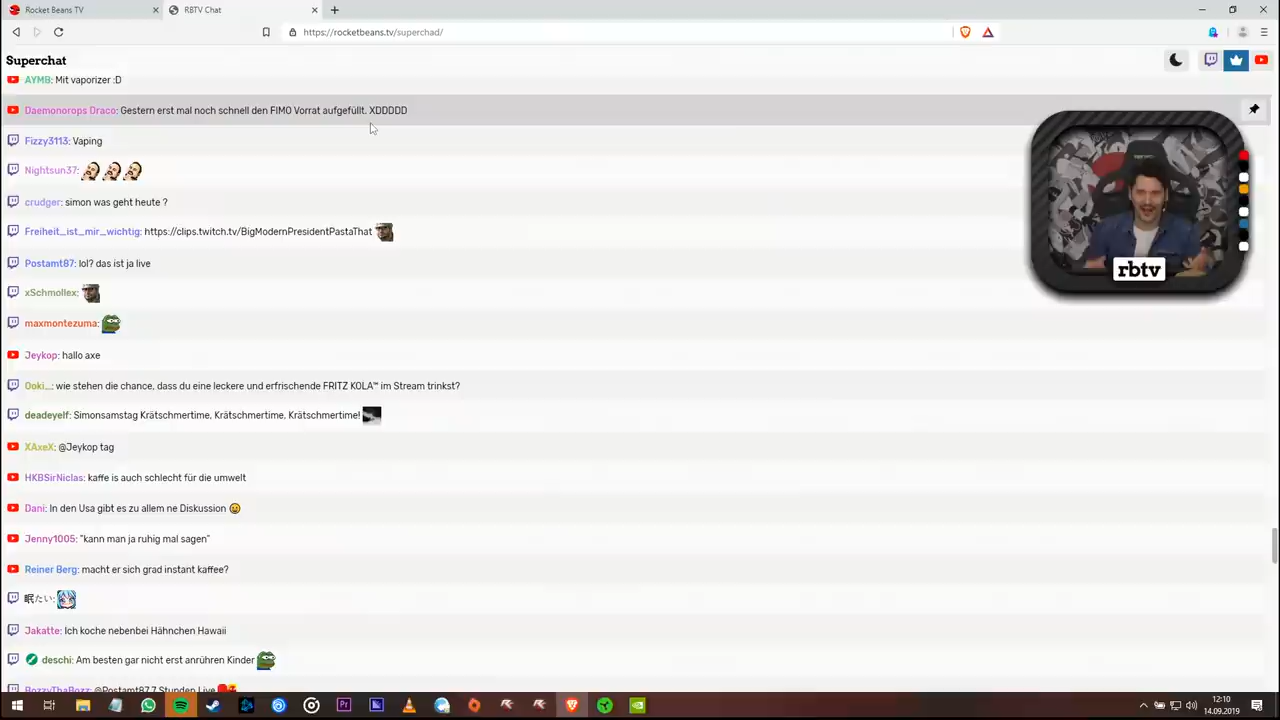 Rocket Beans TV
RBTV Chat
https://rocketbeans.tv/superchad/
Superchat
AYMB: Mit vaporizer :D
Daemonorops Draco: Gestern erst mal noch schnell den FIMO Vorrat aufgefüllt. XDDDDD
Fizzy3113: Vaping
Nightsun37:
crudger: simon was geht heute ?
Freiheit_ist_mir_wichtig: https://clips.twitch.tv/BigModernPresidentPastaThat
Postamt87: lol? das ist ja live
xSchmollex:
maxmontezuma:
Jeykop: hallo axe
Ooki...: wie stehen die chance, dass du eine leckere und erfrischende FRITZ KOLA™ im Stream trinkst?
deadeyelf: Simonsamstag Krätschmertime, Krätschmertime, Krätschmertime!
XAxeX: @Jeykop tag
HKBSirNiclas: kaffe is auch schlecht für die umwelt
Dani: In den Usa gibt es zu allem ne Diskussion
Jenny1005: "kann man ja ruhig mal sagen"
Reiner Berg: macht er sich grad instant kaffee?
眠たい:
Jakatte: Ich koche nebenbei Hähnchen Hawaii
deschi: Am besten gar nicht erst anrühren Kinder
BozzyThaBozz: @Postamt87 7 Stunden Live
rbtv
12:10
14.09.2019